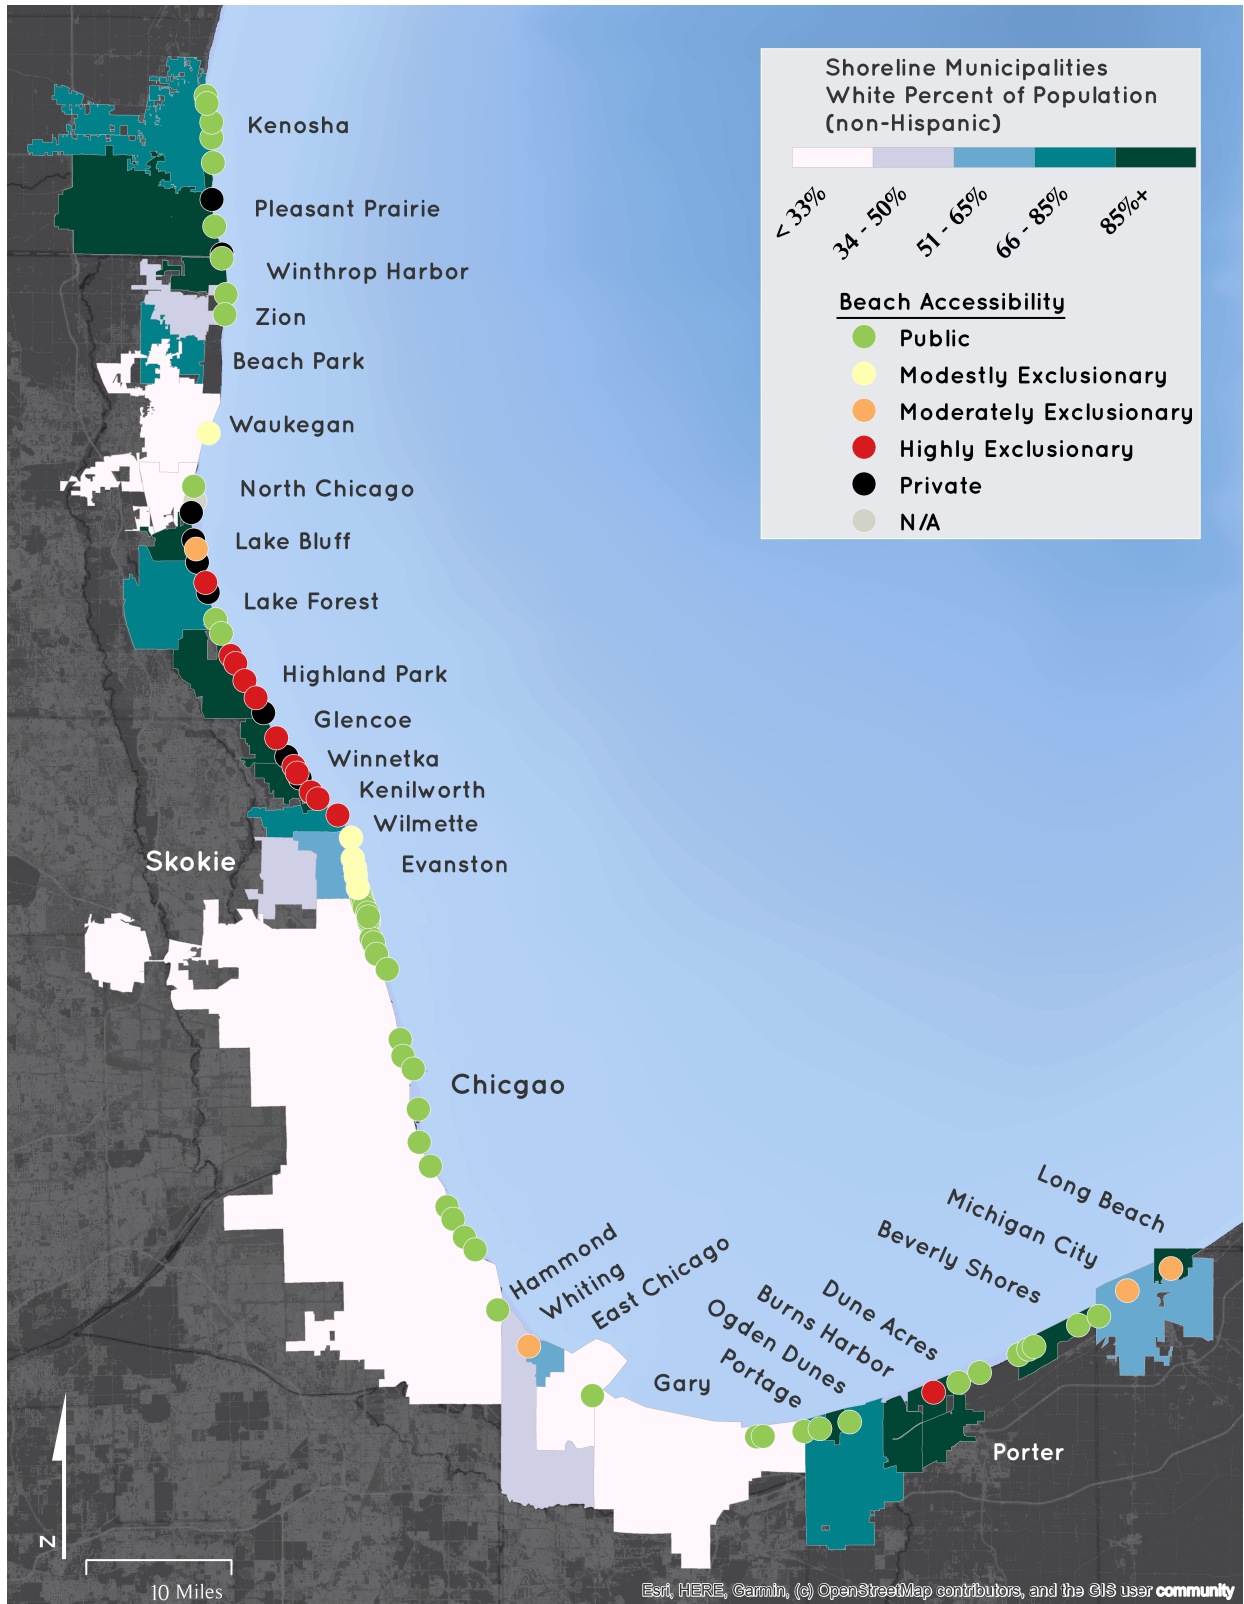 Shoreline Municipalities
White Percent of Population
(non-Hispanic)
< 33%
34 - 50%
51 - 65%
66 - 85%
85%+
Beach Accessibility
Public
Modestly Exclusionary
Moderately Exclusionary
Highly Exclusionary
Private
N/A
Kenosha
Pleasant Prairie
Winthrop Harbor
Zion
Beach Park
Waukegan
North Chicago
Lake Bluff
Lake Forest
Highland Park
Glencoe
Winnetka
Kenilworth
Wilmette
Skokie
Evanston
Chicgao
Hammond
Whiting
East Chicago
Gary
Portage
Ogden Dunes
Burns Harbor
Dune Acres
Beverly Shores
Michigan City
Long Beach
Porter
N
10 Miles
Esri, HERE, Garmin, (c) OpenStreetMap contributors, and the GIS user community